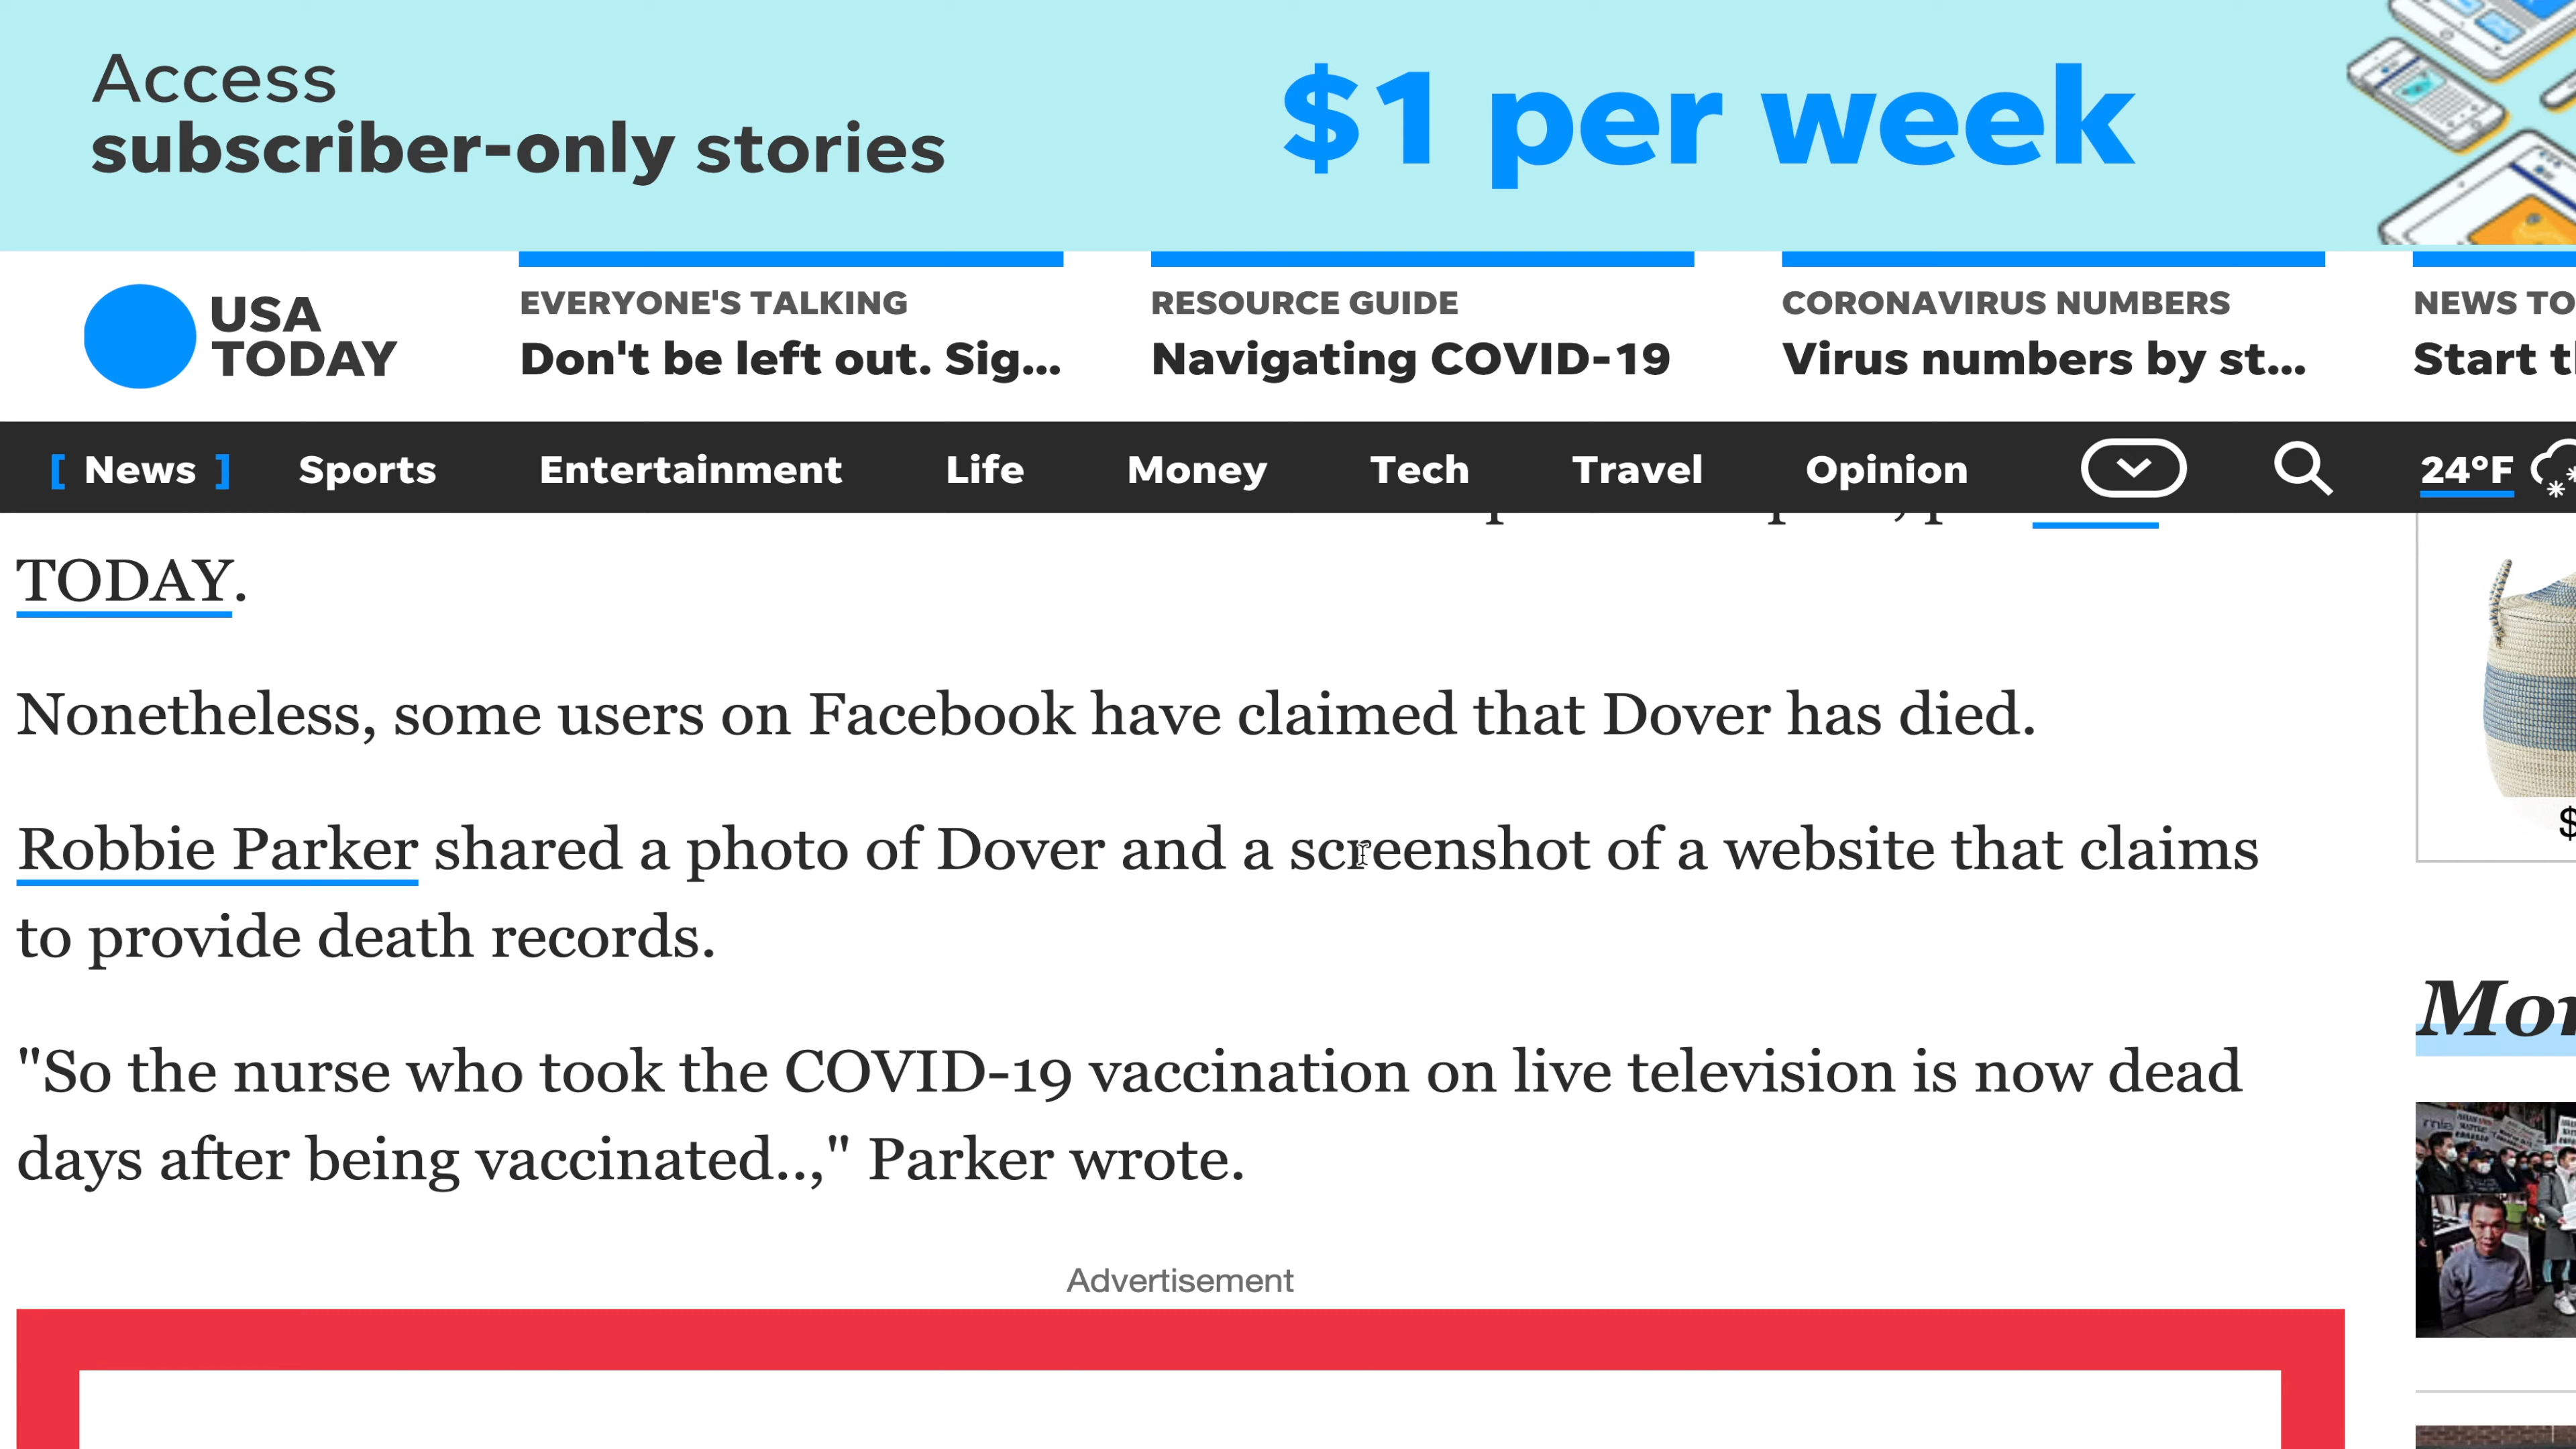 Access
subscriber-only stories
$1 per week
USA
TODAY
EVERYONE'S TALKING
Don't be left out. Sig...
RESOURCE GUIDE
Navigating COVID-19
CORONAVIRUS NUMBERS
Virus numbers by st...
NEWS TO
Start t
[ News ] Sports Entertainment Life Money Tech Travel Opinion 24°F
TODAY.
Nonetheless, some users on Facebook have claimed that Dover has died.
Robbie Parker shared a photo of Dover and a screenshot of a website that claims
to provide death records.
"So the nurse who took the COVID-19 vaccination on live television is now dead
days after being vaccinated..," Parker wrote.
Advertisement
$
Mor